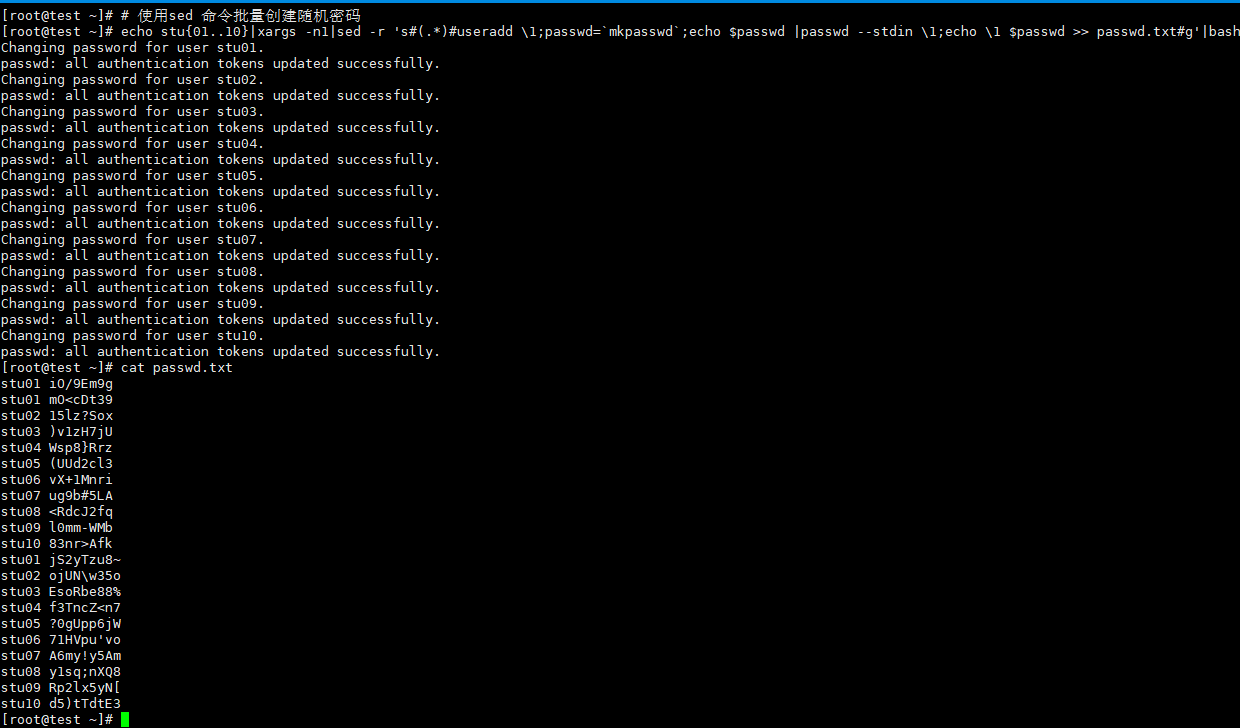 [root@test ~]# # 使用sed 命令批量创建随机密码
[root@test ~]# echo stu{01..10}|xargs -n1|sed -r 's#(.*)#useradd \1;passwd=`mkpasswd`;echo $passwd |passwd --stdin \1;echo \1 $passwd >> passwd.txt#g'|bash
Changing password for user stu01.
passwd: all authentication tokens updated successfully.
Changing password for user stu02.
passwd: all authentication tokens updated successfully.
Changing password for user stu03.
passwd: all authentication tokens updated successfully.
Changing password for user stu04.
passwd: all authentication tokens updated successfully.
Changing password for user stu05.
passwd: all authentication tokens updated successfully.
Changing password for user stu06.
passwd: all authentication tokens updated successfully.
Changing password for user stu07.
passwd: all authentication tokens updated successfully.
Changing password for user stu08.
passwd: all authentication tokens updated successfully.
Changing password for user stu09.
passwd: all authentication tokens updated successfully.
Changing password for user stu10.
passwd: all authentication tokens updated successfully.
[root@test ~]# cat passwd.txt
stu01 iO/9Em9g
stu01 mO<cDt39
stu02 15lz?Sox
stu03 )v1zH7jU
stu04 Wsp8}Rrz
stu05 (UUd2cl3
stu06 vX+1Mnri
stu07 ug9b#5LA
stu08 <RdcJ2fq
stu09 l0mm-WMb
stu10 83nr>Afk
stu01 jS2yTzu8~
stu02 ojUN\w35o
stu03 EsoRbe88%
stu04 f3TncZ<n7
stu05 ?0gUpp6jW
stu06 71HVpu'vo
stu07 A6my!y5Am
stu08 y1sq;nXQ8
stu09 Rp2lx5yN[
stu10 d5)tTdtE3
[root@test ~]#